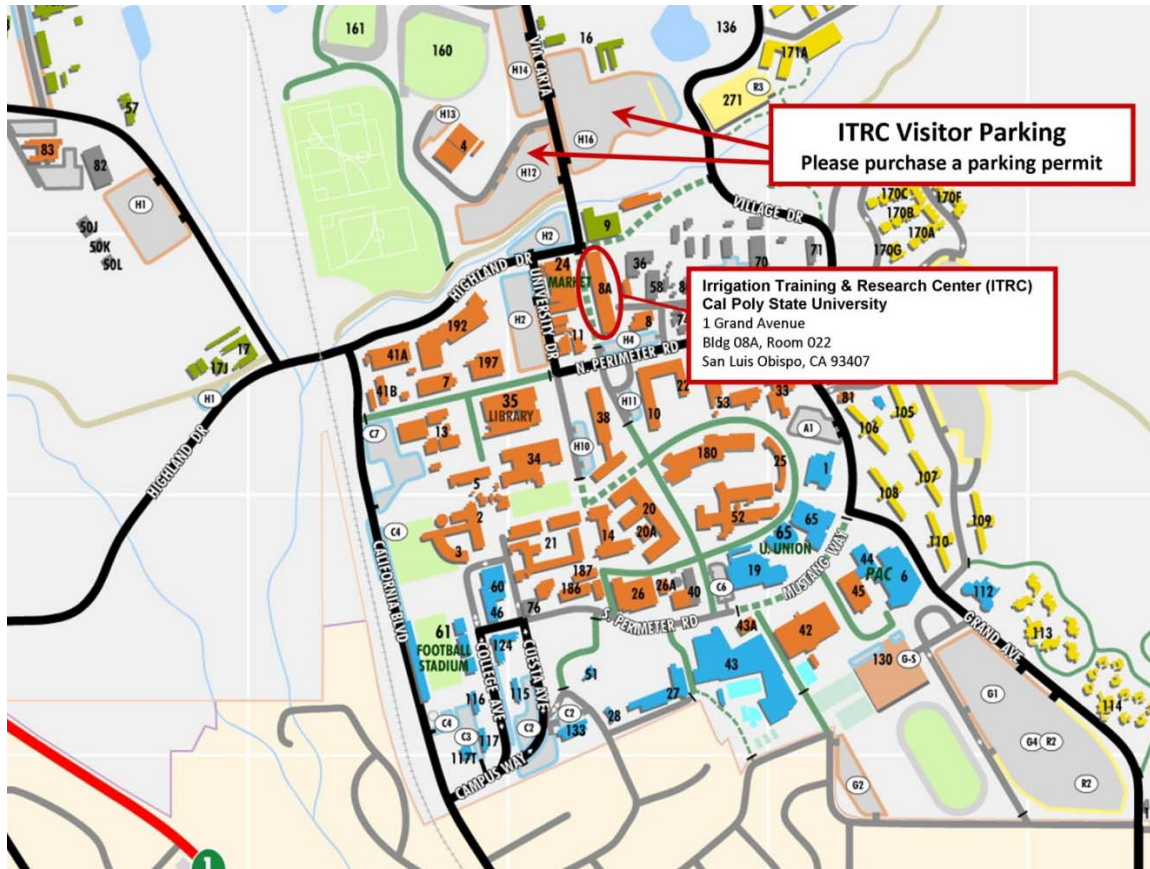 161
160
16
136
171A
VIA CARTA
H14
R3
271
57
H13
4
H16
ITRC Visitor Parking
Please purchase a parking permit
83
82
H12
H1
170C
170F
170B
170A
170G
VILLAGE DR
50J
50K
50L
9
H2
71
70
HIGHLAND DR
24
MARKET
36
58
8A
Irrigation Training & Research Center (ITRC)
Cal Poly State University
1 Grand Avenue
Bldg 08A, Room 022
San Luis Obispo, CA 93407
UNIVERSITY DR
H2
192
8
11
H4
17
17J
41A
197
N. PERIMETER RD
H1
7
41B
22
35
LIBRARY
H11
10
53
33
81
105
106
38
13
C7
A1
H10
180
34
25
1
HIGHLAND DR
107
108
5
109
2
C4
20
52
65
65
U. UNION
110
3
21
14
20A
MUSTANG WAY
44
PAC
6
CALIFORNIA BLVD
187
19
60
186
26
26A
40
C6
45
112
46
76
S. PERIMETER RD
43A
42
GRAND AVE
113
61
FOOTBALL
STADIUM
124
COLLEGE AVE
CUESTA AVE
43
130
G-S
51
27
G1
116
115
114
C4
C3
117
C2
C2
133
28
G4
R2
117T
CAMPUS WAY
G2
R2
1